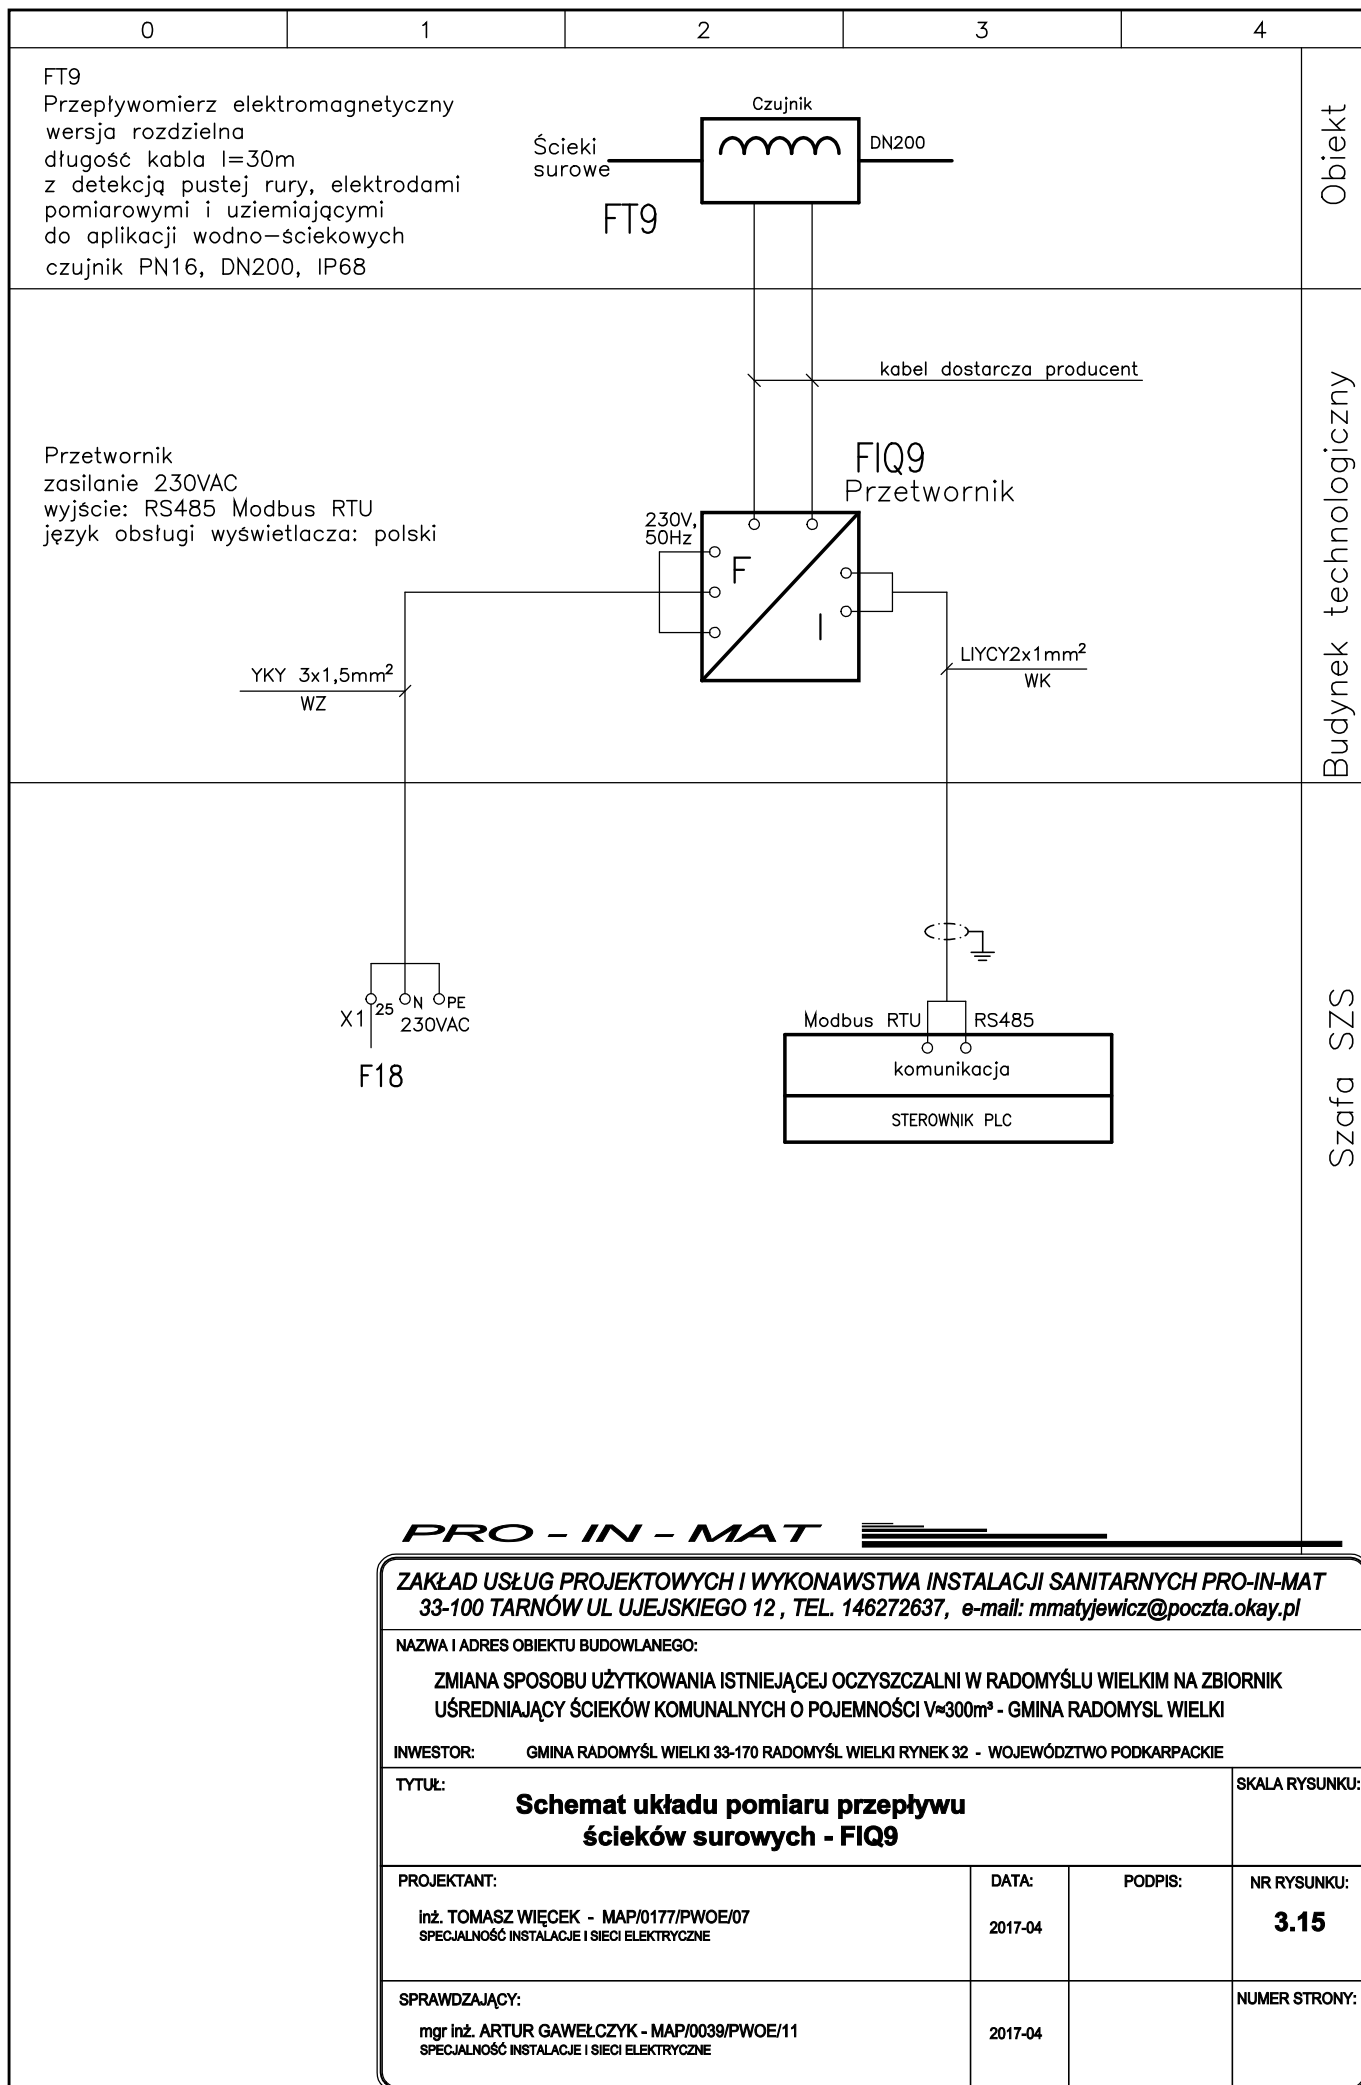 0 1 2 3 4
FT9
Przepływomierz elektromagnetyczny
wersja rozdzielna
długość kabla l=30m
z detekcją pustej rury, elektrodami
pomiarowymi i uziemiającymi
do aplikacji wodno-ściekowych
czujnik PN16, DN200, IP68
Czujnik
Ścieki
surowe
DN200
FT9
Obiekt
kabel dostarcza producent
Przetwornik
zasilanie 230VAC
wyjście: RS485 Modbus RTU
język obsługi wyświetlacza: polski
FIQ9
Przetwornik
230V,
50Hz
F
I
YKY 3x1,5mm²
WZ
LIYCY2x1mm²
WK
Budynek technologiczny
X1 25 N PE
230VAC
F18
Modbus RTU RS485
komunikacja
STEROWNIK PLC
Szafa SZS
PRO - IN - MAT
ZAKŁAD USŁUG PROJEKTOWYCH I WYKONAWSTWA INSTALACJI SANITARNYCH PRO-IN-MAT
33-100 TARNÓW UL UJEJSKIEGO 12 , TEL. 146272637, e-mail: mmatyjewicz@poczta.okay.pl
NAZWA I ADRES OBIEKTU BUDOWLANEGO:
ZMIANA SPOSOBU UŻYTKOWANIA ISTNIEJĄCEJ OCZYSZCZALNI W RADOMYŚLU WIELKIM NA ZBIORNIK
UŚREDNIAJĄCY ŚCIEKÓW KOMUNALNYCH O POJEMNOŚCI V≈300m³ - GMINA RADOMYSL WIELKI
INWESTOR: GMINA RADOMYŚL WIELKI 33-170 RADOMYŚL WIELKI RYNEK 32 - WOJEWÓDZTWO PODKARPACKIE
TYTUŁ:
Schemat układu pomiaru przepływu
ścieków surowych - FIQ9
SKALA RYSUNKU:
PROJEKTANT:
inż. TOMASZ WIĘCEK - MAP/0177/PWOE/07
SPECJALNOŚĆ INSTALACJE I SIECI ELEKTRYCZNE
DATA:
2017-04
PODPIS:
NR RYSUNKU:
3.15
SPRAWDZAJĄCY:
mgr inż. ARTUR GAWEŁCZYK - MAP/0039/PWOE/11
SPECJALNOŚĆ INSTALACJE I SIECI ELEKTRYCZNE
2017-04
NUMER STRONY: